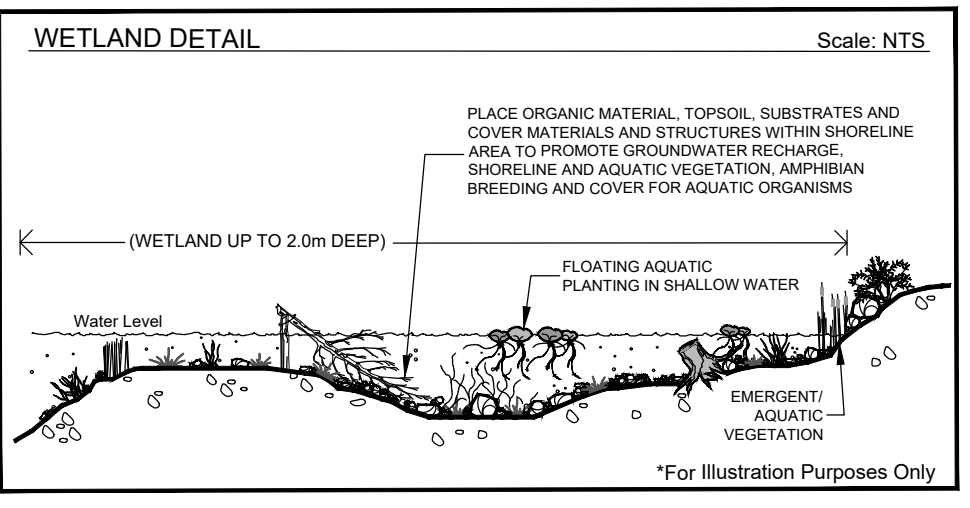 WETLAND DETAIL
Scale: NTS
PLACE ORGANIC MATERIAL, TOPSOIL, SUBSTRATES AND
COVER MATERIALS AND STRUCTURES WITHIN SHORELINE
AREA TO PROMOTE GROUNDWATER RECHARGE,
SHORELINE AND AQUATIC VEGETATION, AMPHIBIAN
BREEDING AND COVER FOR AQUATIC ORGANISMS
(WETLAND UP TO 2.0m DEEP)
FLOATING AQUATIC
PLANTING IN SHALLOW WATER
Water Level
EMERGENT/
AQUATIC
VEGETATION
*For Illustration Purposes Only